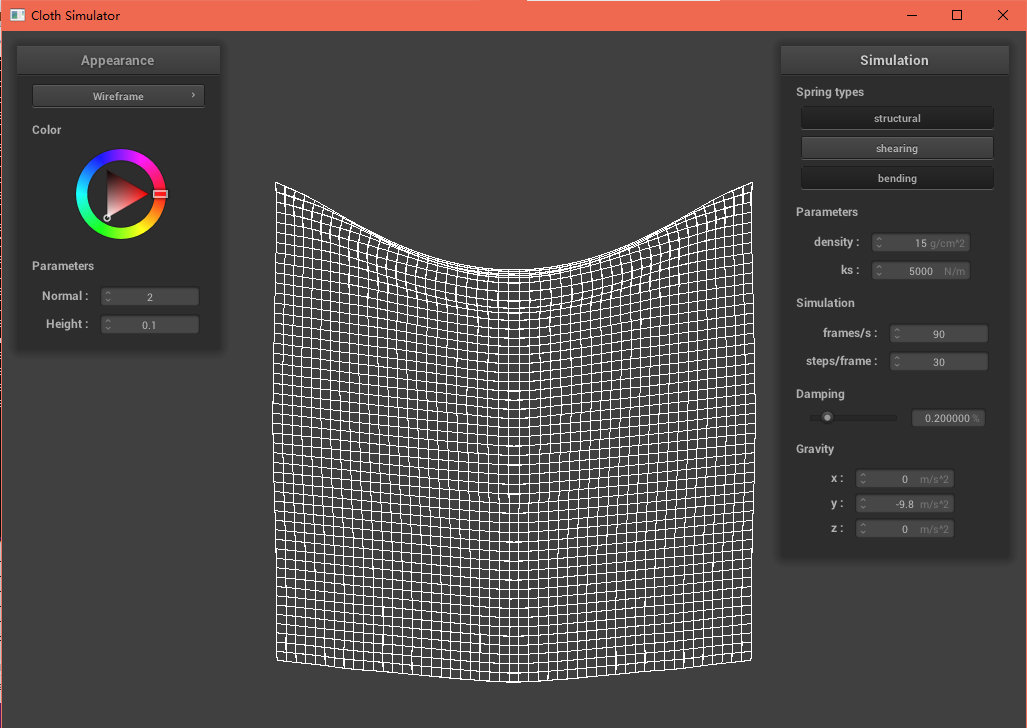 Cloth Simulator
Appearance
Wireframe
Color
Parameters
Normal : 2
Height : 0.1
Simulation
Spring types
structural
shearing
bending
Parameters
density : 15 g/cm^2
ks : 5000 N/m
Simulation
frames/s : 90
steps/frame : 30
Damping
0.200000 %
Gravity
x : 0 m/s^2
y : -9.8 m/s^2
z : 0 m/s^2